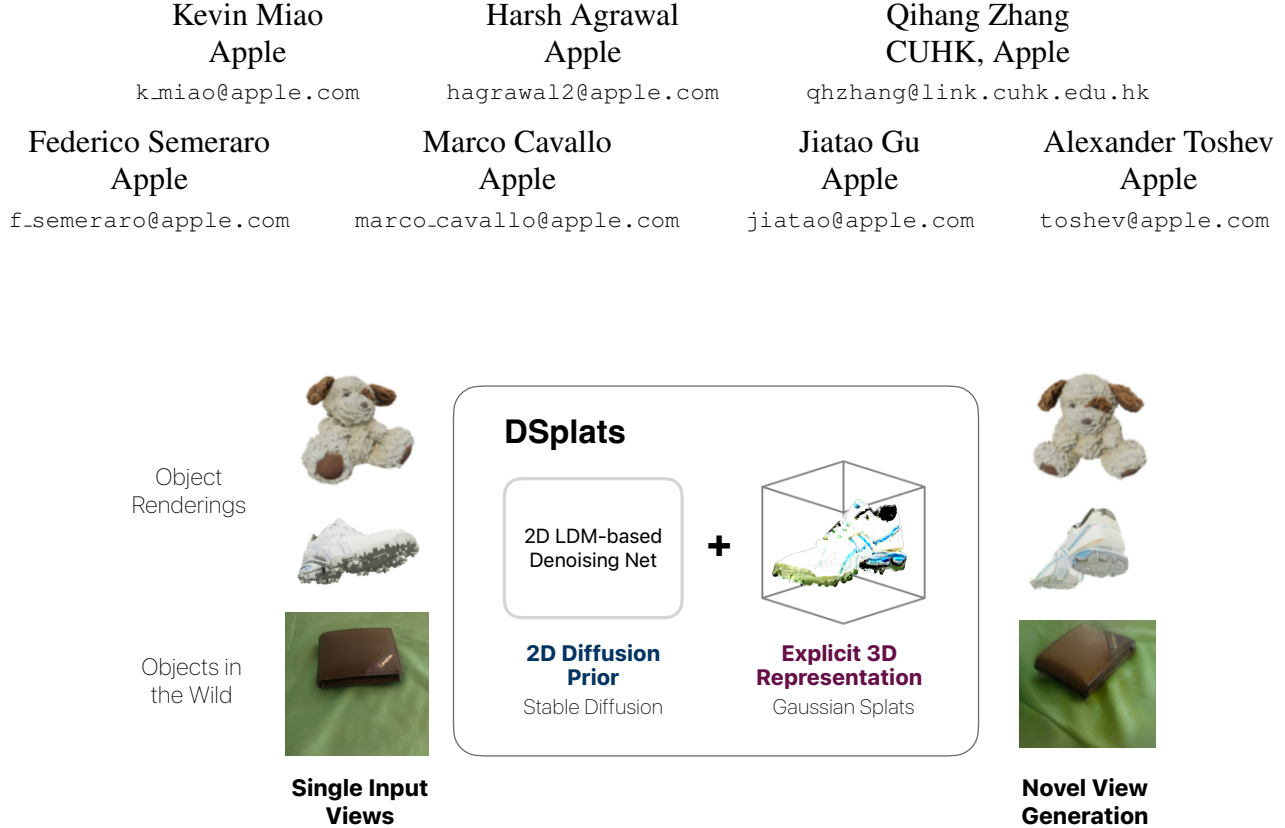 Kevin Miao
Apple
k_miao@apple.com
Harsh Agrawal
Apple
hagrawal2@apple.com
Qihang Zhang
CUHK, Apple
qhzhang@link.cuhk.edu.hk
Federico Semeraro
Apple
f_semeraro@apple.com
Marco Cavallo
Apple
marco_cavallo@apple.com
Jiatao Gu
Apple
jiatao@apple.com
Alexander Toshev
Apple
toshev@apple.com
Object
Renderings
Objects in
the Wild
Single Input
Views
DSplats
2D LDM-based
Denoising Net
+
2D Diffusion
Prior
Stable Diffusion
Explicit 3D
Representation
Gaussian Splats
Novel View
Generation